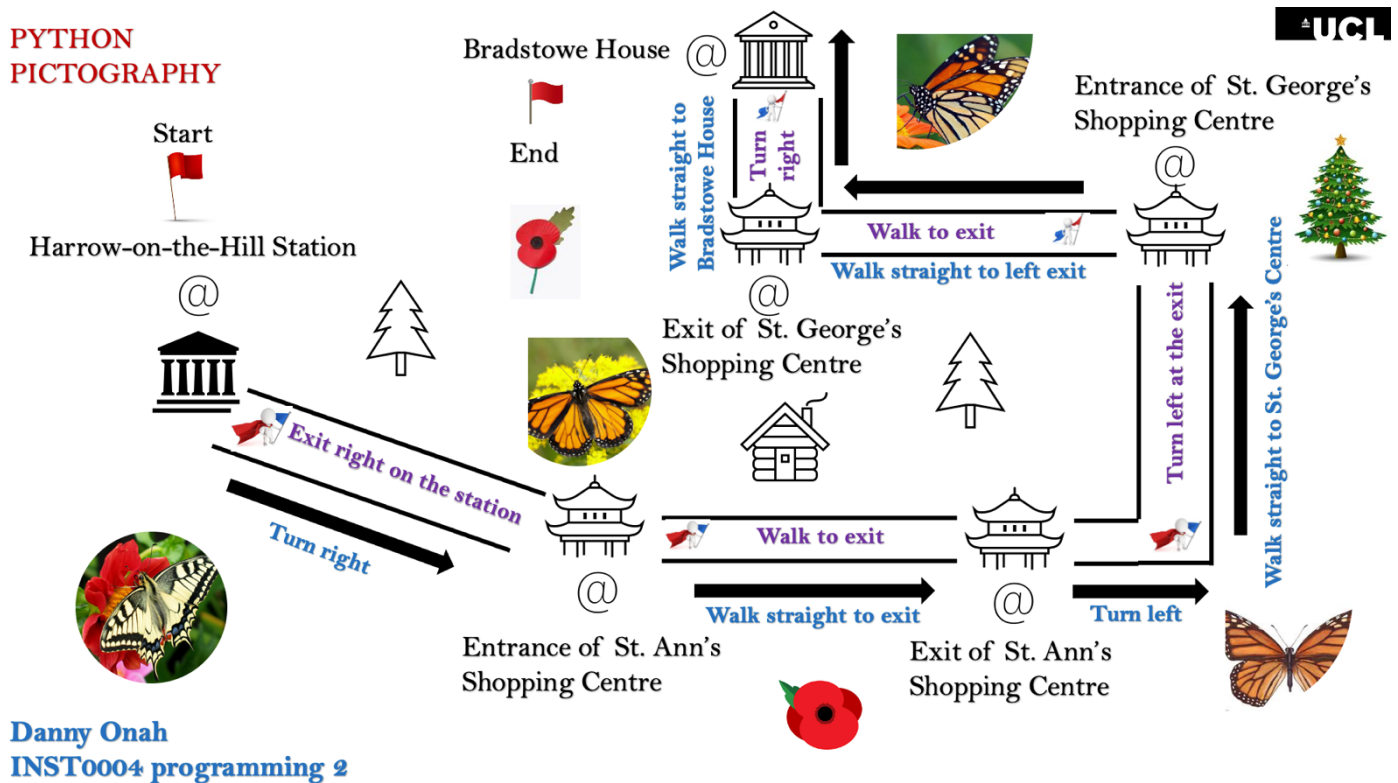 PYTHON
PICTOGRAPHY
UCL
Start
Harrow-on-the-Hill Station
@
Exit right on the station
Turn right
@
Entrance of St. Ann's
Shopping Centre
Walk to exit
Walk straight to exit
@
Exit of St. Ann's
Shopping Centre
Turn left
Turn left at the exit
Walk straight to St. George's Centre
Entrance of St. George's
Shopping Centre
@
Walk to exit
Walk straight to left exit
@
Exit of St. George's
Shopping Centre
Turn
right
Walk straight to
Bradstowe House
Bradstowe House
@
End
Danny Onah
INST0004 programming 2